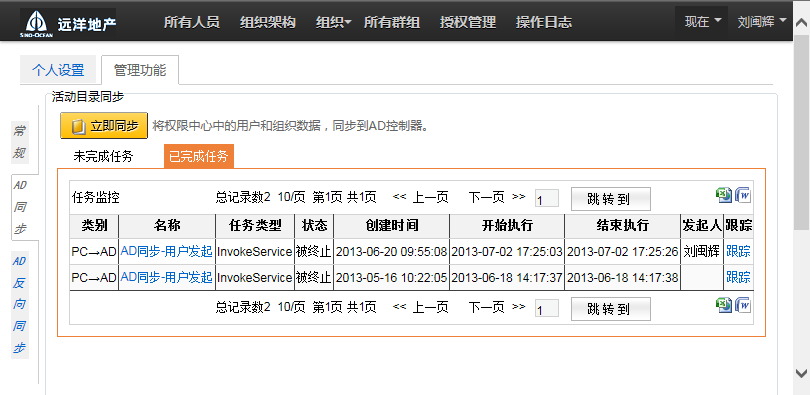 远洋地产 SINO-OCEAN 所有人员 组织架构 组织 所有群组 授权管理 操作日志 现在 刘闽辉
个人设置 管理功能
活动目录同步
常规
AD同步
AD反向同步
立即同步 将权限中心中的用户和组织数据，同步到AD控制器。
未完成任务 已完成任务
任务监控 总记录数2 10/页 第1页 共1页 << 上一页 下一页 >> 1 跳转到
类别 名称 任务类型 状态 创建时间 开始执行 结束执行 发起人 跟踪
PC→AD AD同步-用户发起 InvokeService 被终止 2013-06-20 09:55:08 2013-07-02 17:25:03 2013-07-02 17:25:26 刘闽辉 跟踪
PC→AD AD同步-用户发起 InvokeService 被终止 2013-05-16 10:22:05 2013-06-18 14:17:37 2013-06-18 14:17:38 跟踪
总记录数2 10/页 第1页 共1页 << 上一页 下一页 >> 1 跳转到